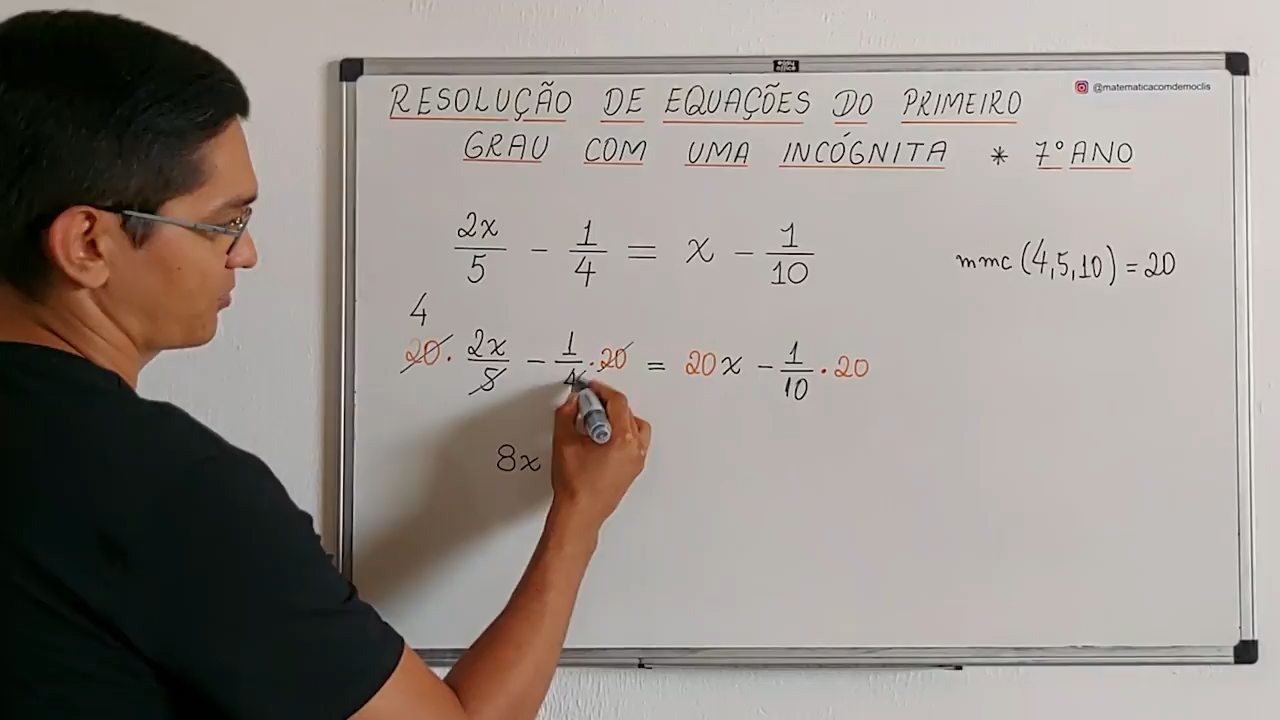 @matematicacomdemoclis
RESOLUÇÃO DE EQUAÇÕES DO PRIMEIRO
GRAU COM UMA INCÓGNITA * 7º ANO
2x/5 - 1/4 = x - 1/10
mmc (4,5,10) = 20
4
20 · 2x/5 - 1/4 · 20 = 20x - 1/10 · 20
8x